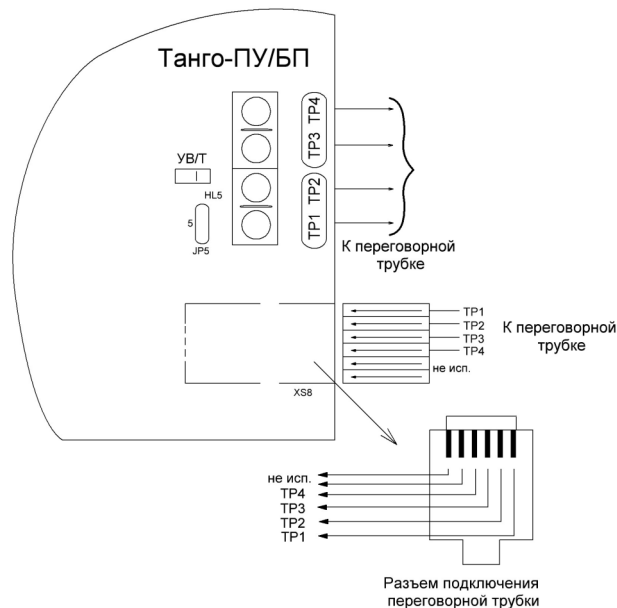 Танго-ПУ/БП
ТР4
ТР3
ТР2
ТР1
УВ/Т
HL5
5
JP5
К переговорной
трубке
ТР1
ТР2
ТР3
ТР4
не исп.
К переговорной
трубке
XS8
не исп.
ТР4
ТР3
ТР2
ТР1
Разъем подключения
переговорной трубки